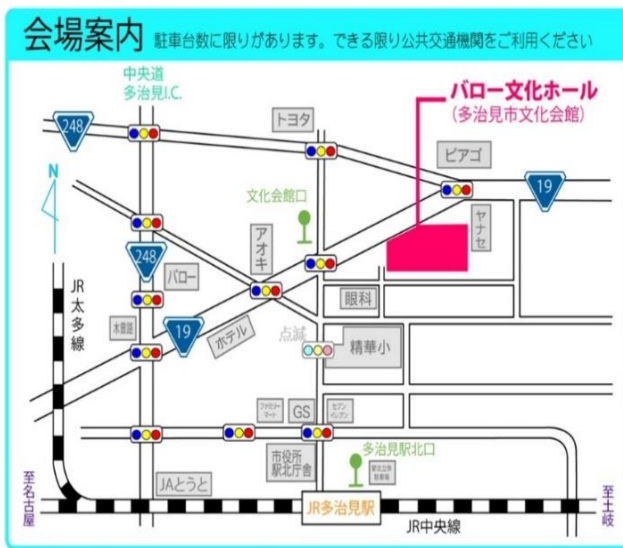 会場案内
駐車台数に限りがあります。できる限り公共交通機関をご利用ください
中央道
多治見I.C.
バロー文化ホール
(多治見市文化会館)
248
トヨタ
ピアゴ
19
N
文化会館口
ヤナセ
アオキ
248
バロー
JR太多線
眼科
19
木曽路
ホテル
点滅
精華小
ファミリー
マート
GS
セブン
イレブン
市役所
駅北庁舎
多治見駅北口
至名古屋
JAとうと
JR多治見駅
JR中央線
至土岐